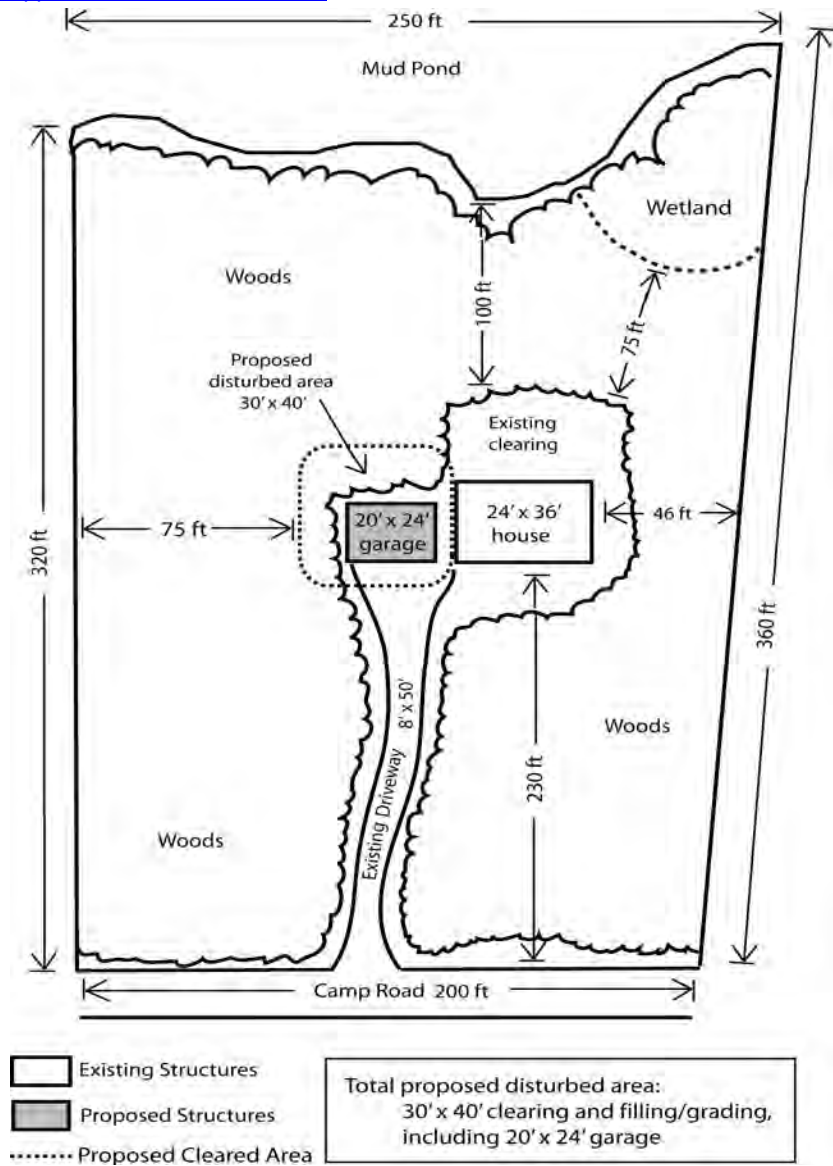 250 ft
Mud Pond
Wetland
Woods
100 ft
75 ft
Proposed
disturbed area
30' x 40'
Existing
clearing
75 ft
20' x 24'
garage
24' x 36'
house
46 ft
320 ft
360 ft
8' x 50'
Existing Driveway
230 ft
Woods
Woods
Camp Road 200 ft
Existing Structures
Proposed Structures
Proposed Cleared Area
Total proposed disturbed area:
30' x 40' clearing and filling/grading,
including 20' x 24' garage